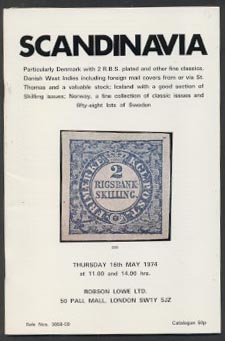 SCANDINAVIA
Particularly Denmark with 2 R.B.S. plated and other fine classics,
Danish West Indies including foreign mail covers from or via St.
Thomas and a valuable stock; Iceland with a good section of
Skilling issues; Norway, a fine collection of classic issues and
fifty-eight lots of Sweden
2
RIGSBANK-
SKILLING.
THURSDAY 16th MAY 1974
at 11.00 and 14.00 hrs.
ROBSON LOWE LTD.
50 PALL MALL, LONDON SW1Y 5JZ
Sale Nos.
Catalogue 50p